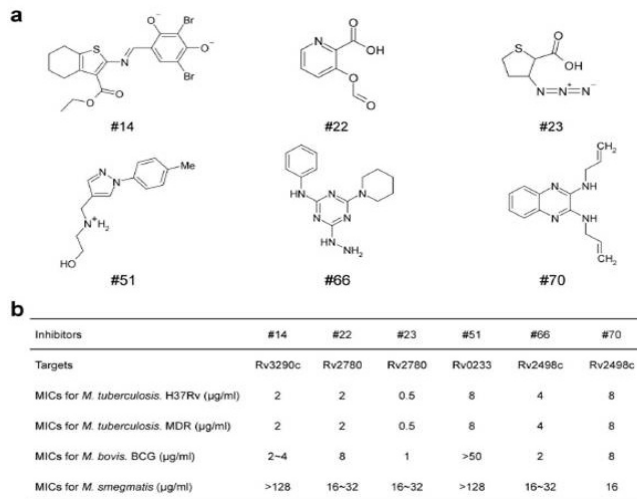 a
O⁻ Br O⁻ Br S N O O
N O OH O O
S O OH N=N⁺=N⁻
#14 #22 #23
N N Me N⁺H₂ HO
HN N N N N HN NH₂
N N NH CH₂ NH CH₂
#51 #66 #70
b
Inhibitors #14 #22 #23 #51 #66 #70
Targets Rv3290c Rv2780 Rv2780 Rv0233 Rv2498c Rv2498c
MICs for M. tuberculosis. H37Rv (µg/ml) 2 2 0.5 8 4 8
MICs for M. tuberculosis. MDR (µg/ml) 2 2 0.5 8 4 8
MICs for M. bovis. BCG (µg/ml) 2~4 8 1 >50 2 8
MICs for M. smegmatis (µg/ml) >128 16~32 16~32 >128 16~32 16